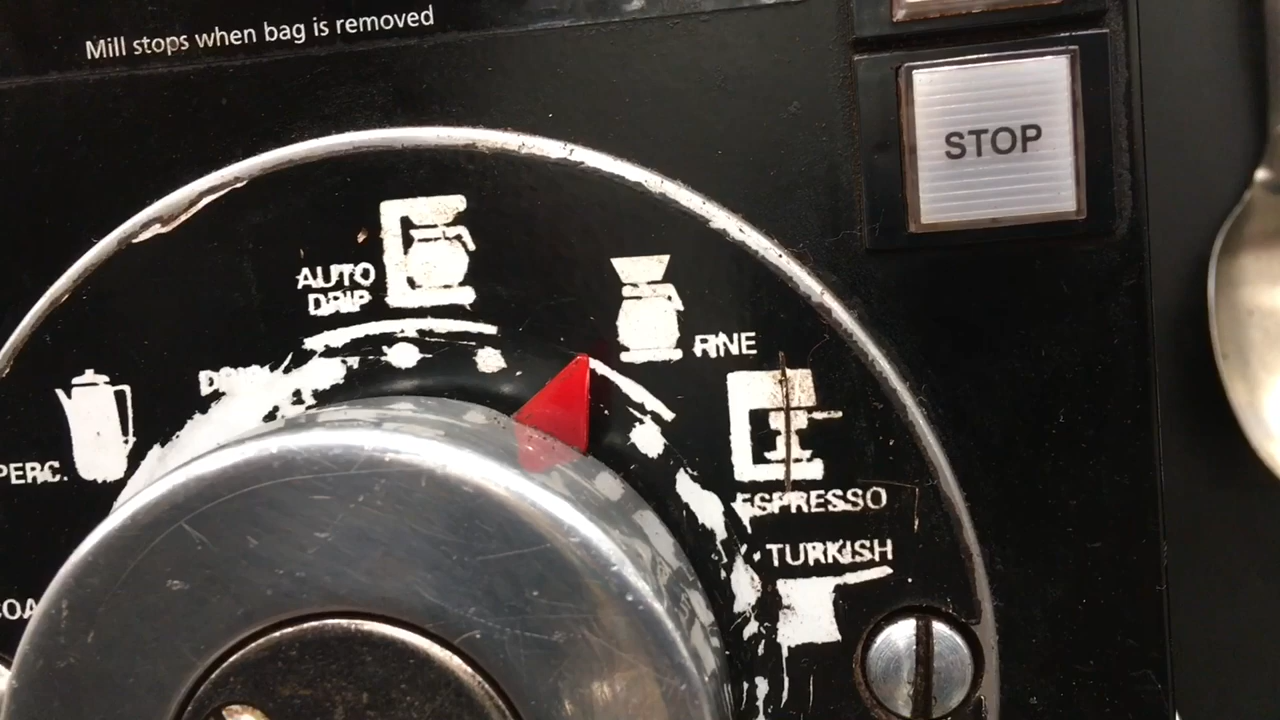 Mill stops when bag is removed
STOP
AUTO
DRIP
FINE
PERC.
ESPRESSO
TURKISH